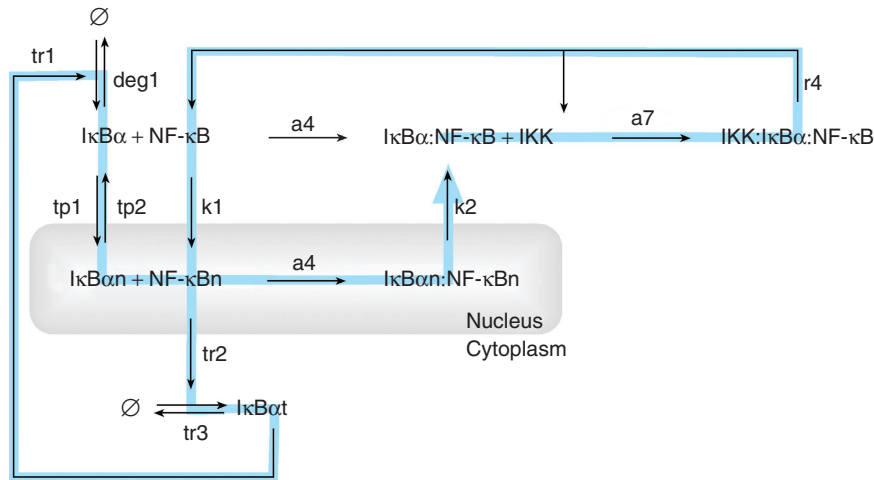 ∅
tr1
deg1
r4
IκBα + NF-κB
a4
IκBα:NF-κB + IKK
a7
IKK:IκBα:NF-κB
tp1
tp2
k1
k2
IκBαn + NF-κBn
a4
IκBαn:NF-κBn
Nucleus
Cytoplasm
tr2
∅
IκBαt
tr3